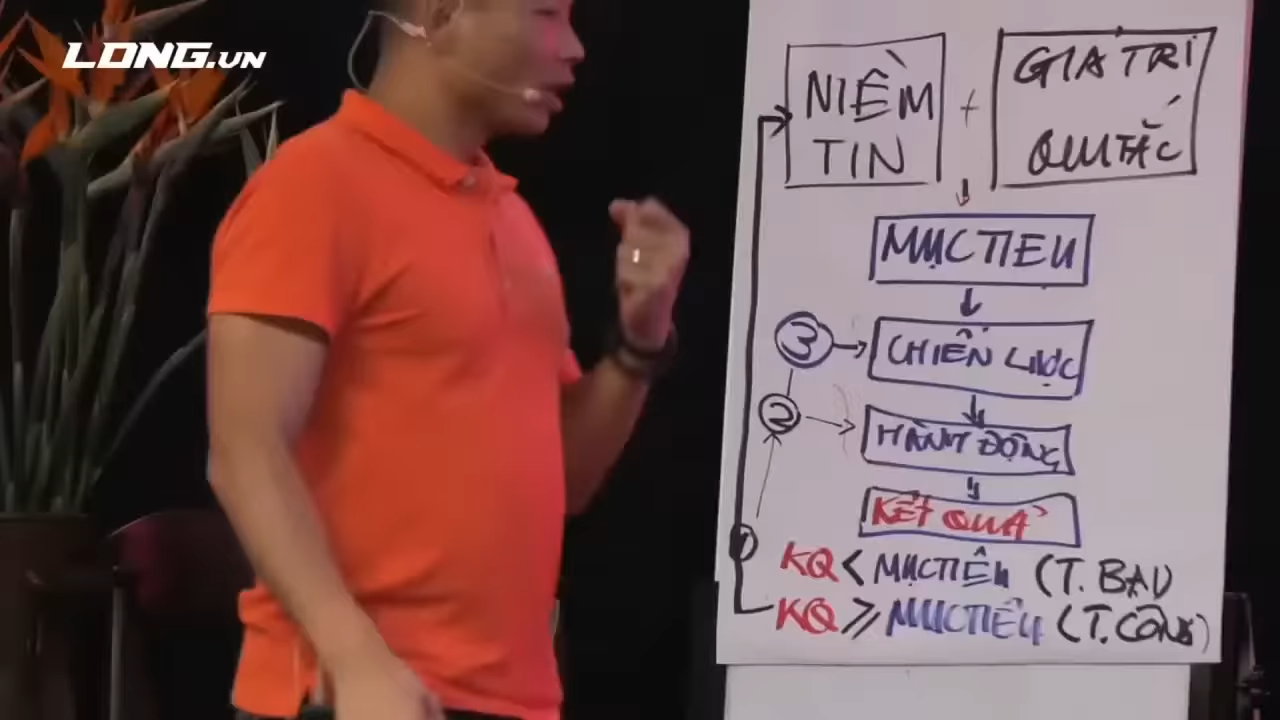 LONG.VN
NIỀM TIN + GIÁ TRỊ QUI TẮC
MỤC TIÊU
3 CHIẾN LƯỢC
2 HÀNH ĐỘNG
KẾT QUẢ
1
KQ < MỤC TIÊU (T. BẠI)
KQ ≥ MỤC TIÊU (T. CÔNG)